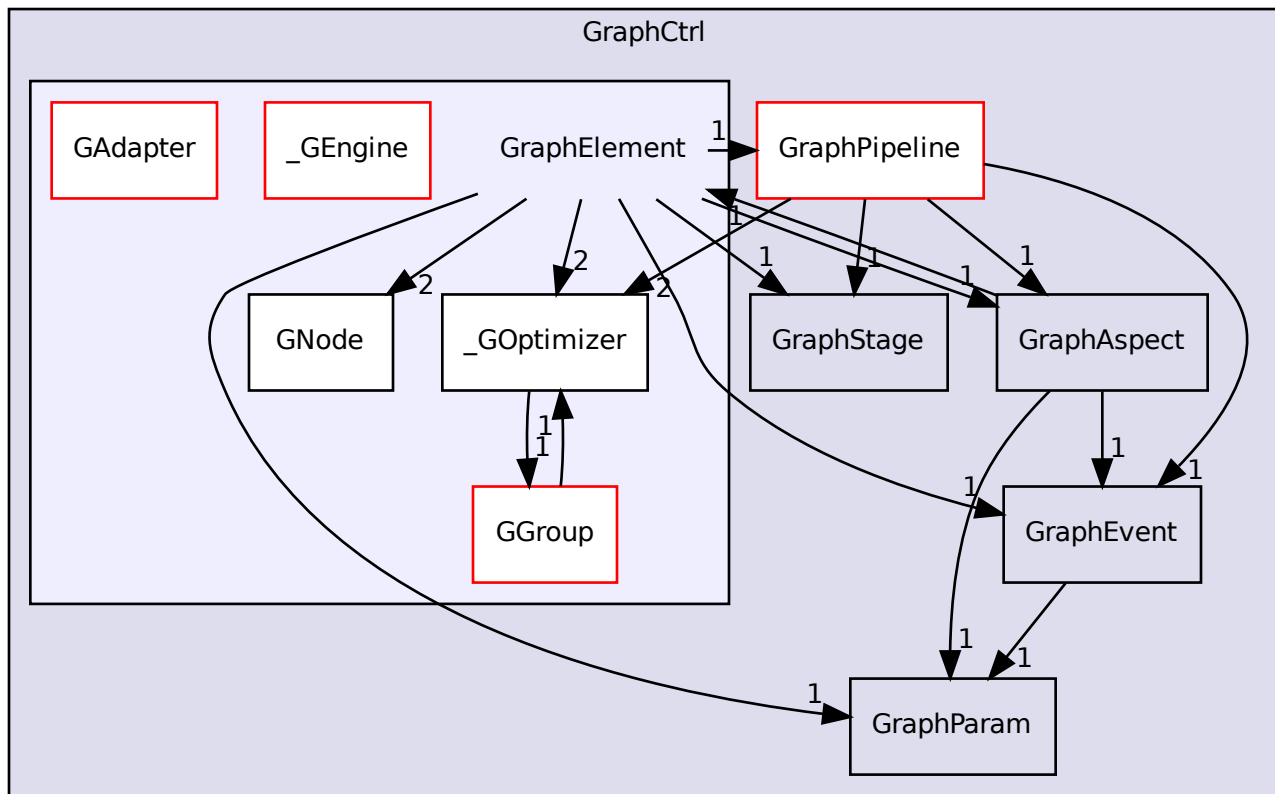 GraphCtrl
GAdapter
_GEngine
GraphElement
1
GraphPipeline
1
1
1
1
2
2
2
1
1
GNode
_GOptimizer
GraphStage
GraphAspect
1
1
1
1
1
GGroup
GraphEvent
1
1
1
GraphParam